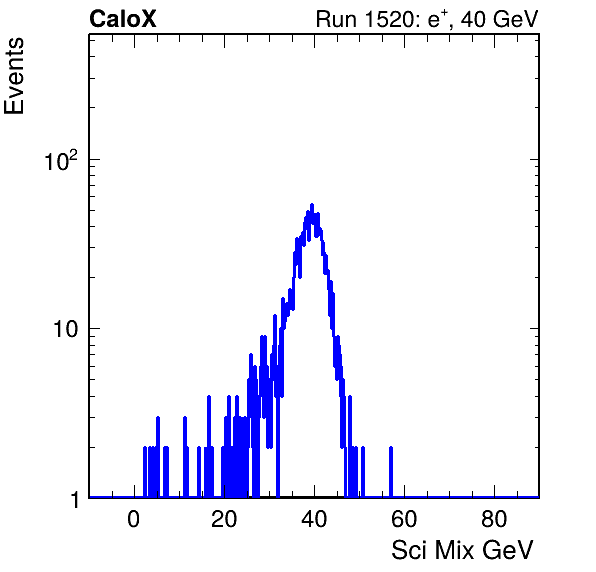 CaloX Run 1520: e⁺, 40 GeV
Events
10²
10
1
0 20 40 60 80
Sci Mix GeV